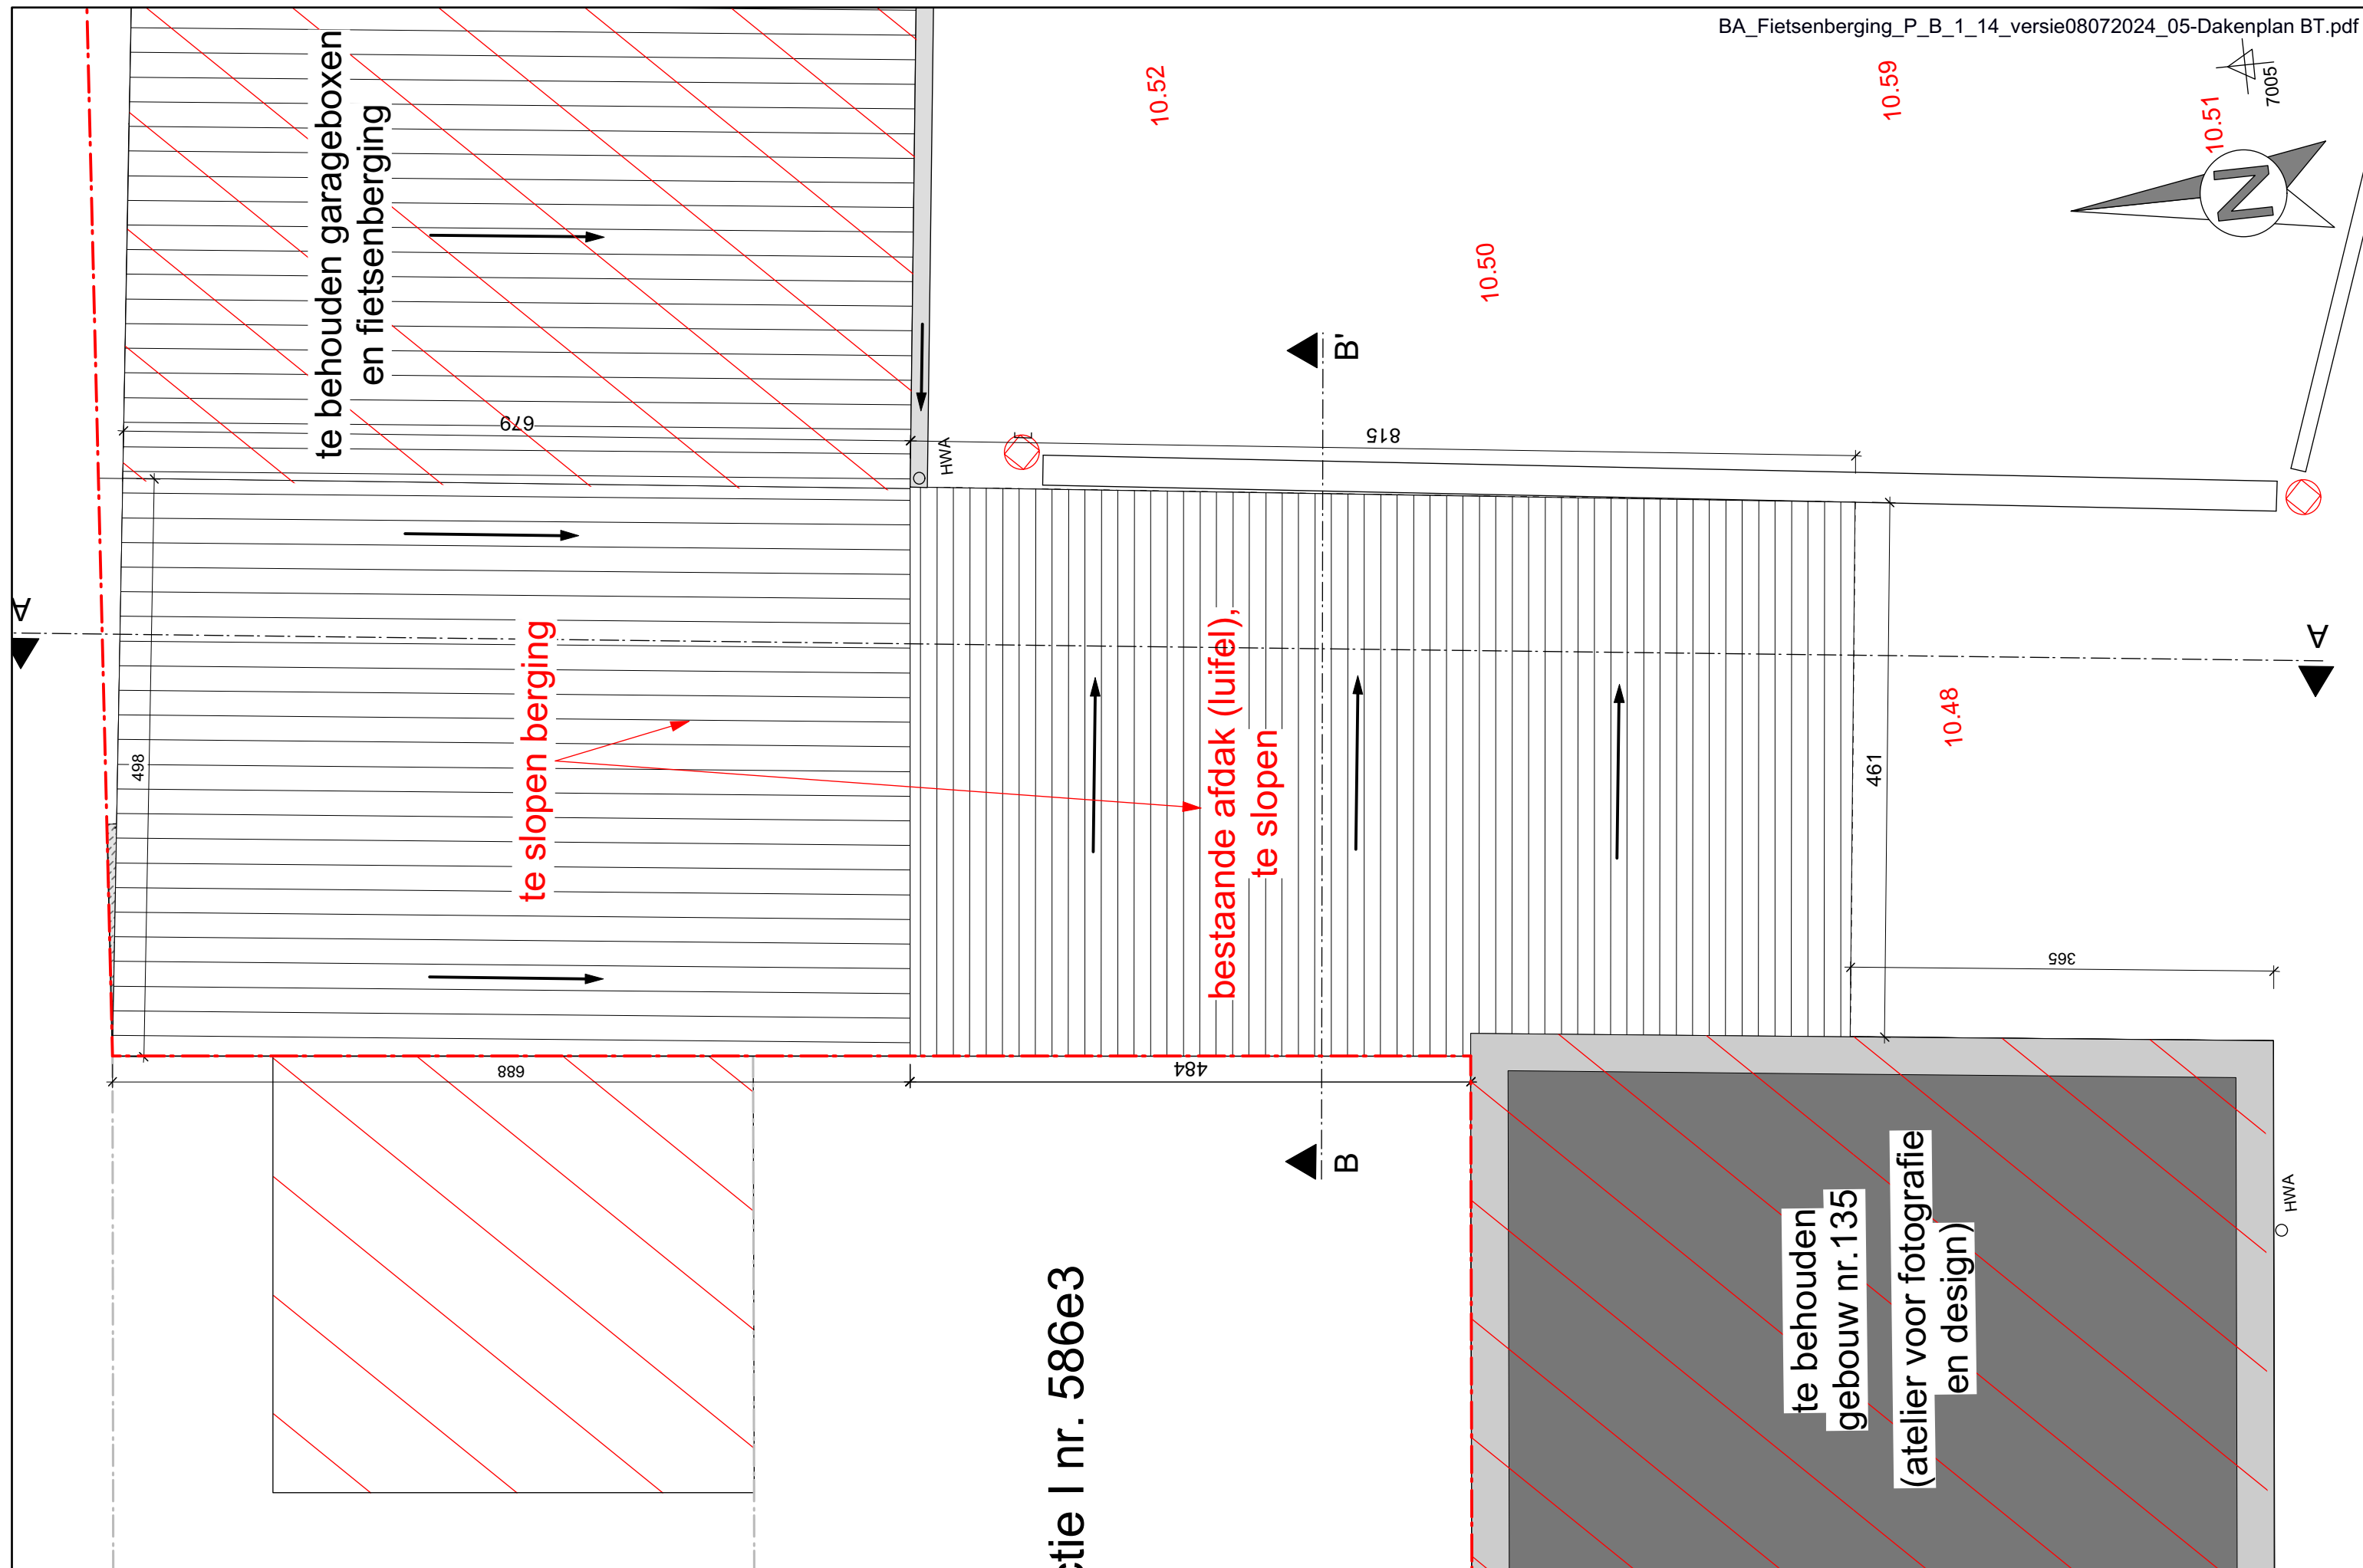 BA_Fietsenberging_P_B_1_14_versie08072024_05-Dakenplan BT.pdf
te behouden garageboxen
en fietsenberging
10.52
10.59
10.51
7005
N
10.50
B'
679
815
HWA
A
A
te slopen berging
bestaande afdak (luifel),
te slopen
498
461
10.48
365
688
484
B
te behouden
gebouw nr.135
(atelier voor fotografie
en design)
HWA
ctie I nr. 586e3